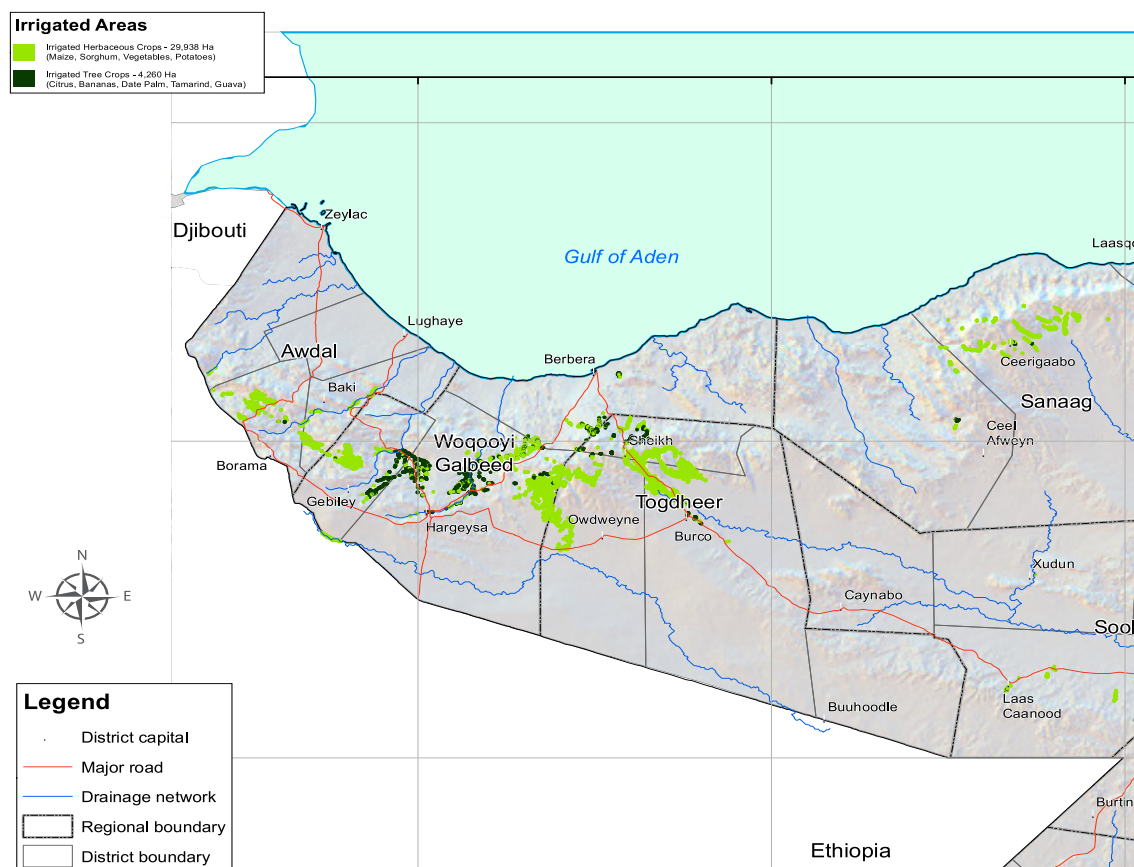 Irrigated Areas
Irrigated Herbaceous Crops - 29,938 Ha
(Maize, Sorghum, Vegetables, Potatoes)
Irrigated Tree Crops - 4,260 Ha
(Citrus, Bananas, Date Palm, Tamarind, Guava)
Zeylac
Djibouti
Gulf of Aden
Laasqo
Lughaye
Awdal
Berbera
Ceerigaabo
Baki
Sanaag
Ceel
Afweyn
Woqooyi
Galbeed
Sheikh
Borama
Gebiley
Togdheer
Hargeysa
Owdweyne
Burco
N
W
E
S
Xudun
Caynabo
Sool
Laas
Caanood
Buuhoodle
Legend
District capital
Major road
Drainage network
Regional boundary
District boundary
Burtin
Ethiopia